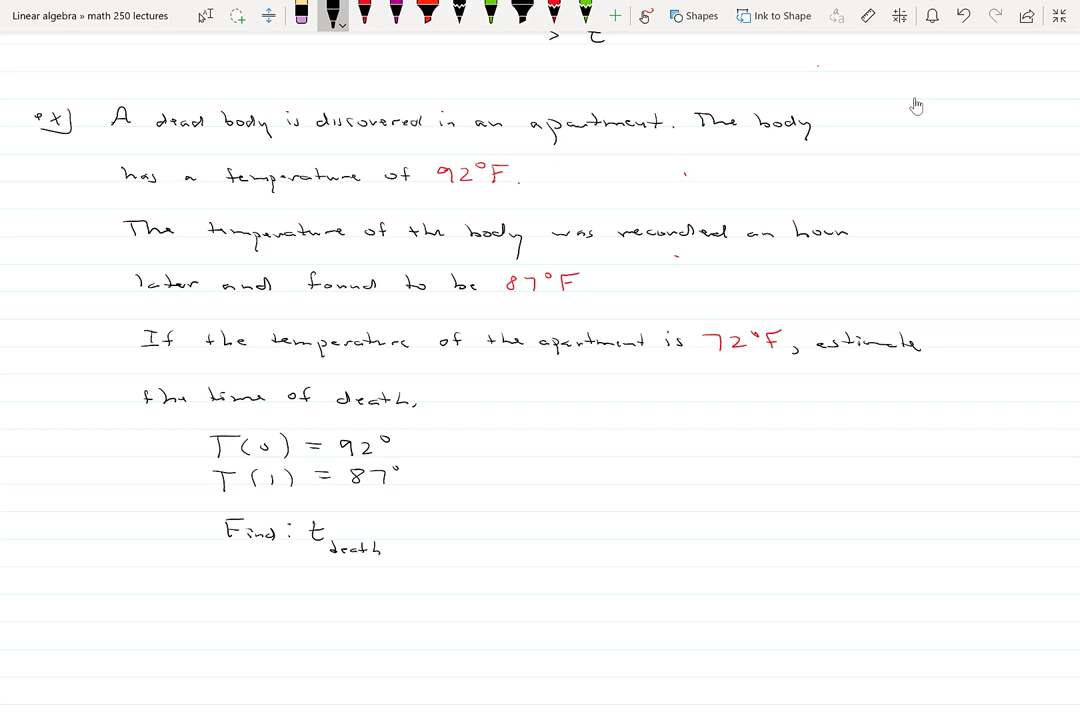 Linear algebra » math 250 lectures
Shapes
Ink to Shape
> t
ex) A dead body is discovered in an apartment. The body
has a temperature of 92°F.
The temperature of the body was recorded an hour
later and found to be 87°F
If the temperature of the apartment is 72°F, estimate
the time of death.
T(0) = 92°
T(1) = 87°
Find: t death